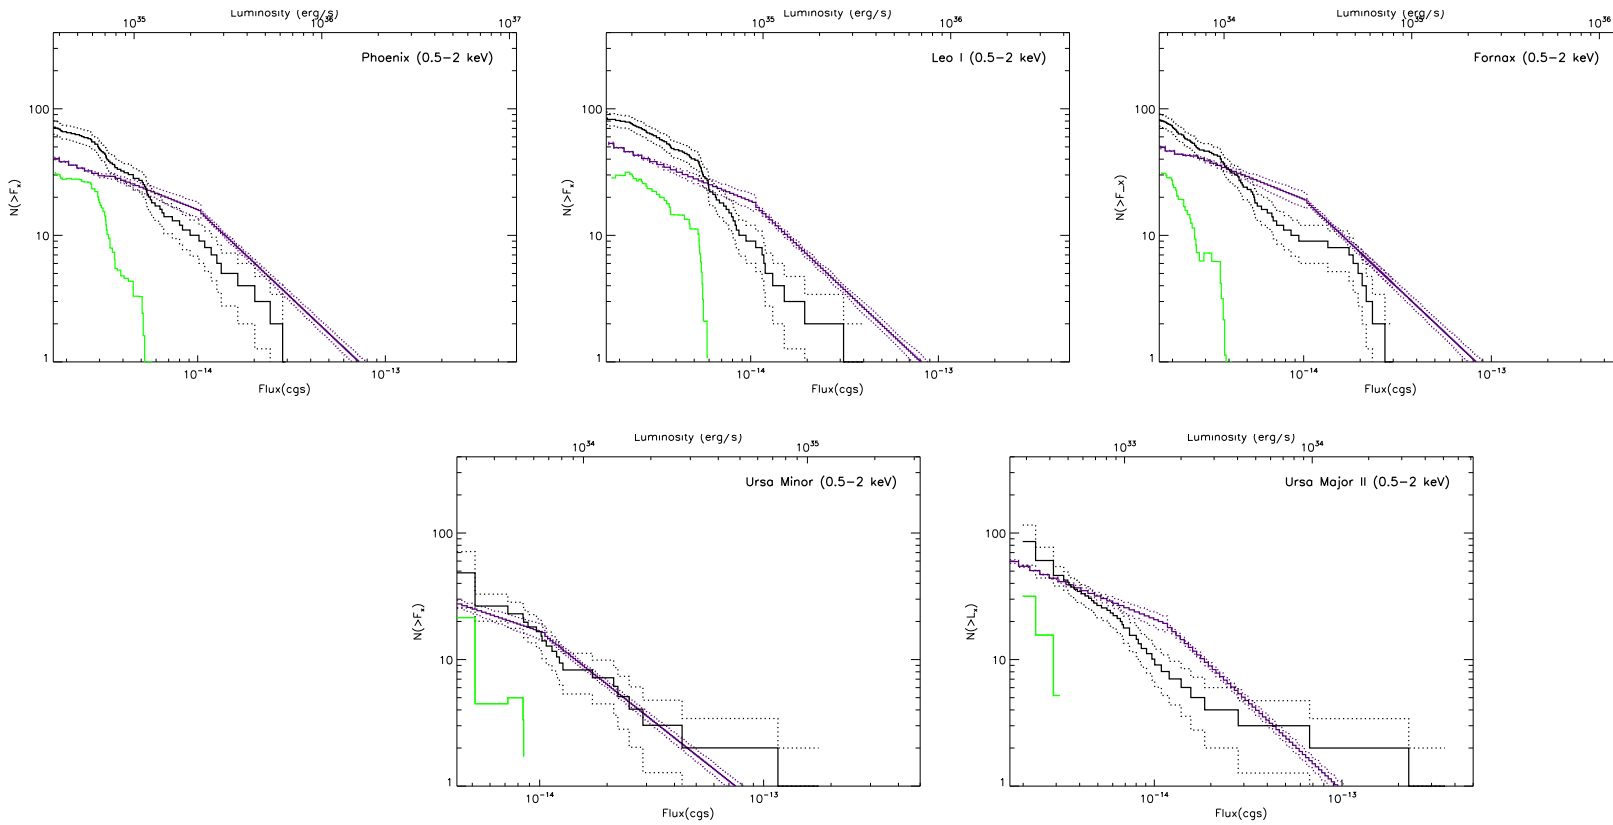 Luminosity (erg/s)
10^35 10^36 10^37
Phoenix (0.5−2 keV)
N(>F_x)
100
10
1
10^−14 10^−13
Flux(cgs)
Luminosity (erg/s)
10^35 10^36
Leo I (0.5−2 keV)
N(>F_x)
100
10
1
10^−14 10^−13
Flux(cgs)
Luminosity (erg/s)
10^34 10^35 10^36
Fornax (0.5−2 keV)
N(>F_x)
100
10
1
10^−14 10^−13
Flux(cgs)
Luminosity (erg/s)
10^34 10^35
Ursa Minor (0.5−2 keV)
N(>F_x)
100
10
1
10^−14 10^−13
Flux(cgs)
Luminosity (erg/s)
10^33 10^34
Ursa Major II (0.5−2 keV)
N(>L_x)
100
10
1
10^−14 10^−13
Flux(cgs)